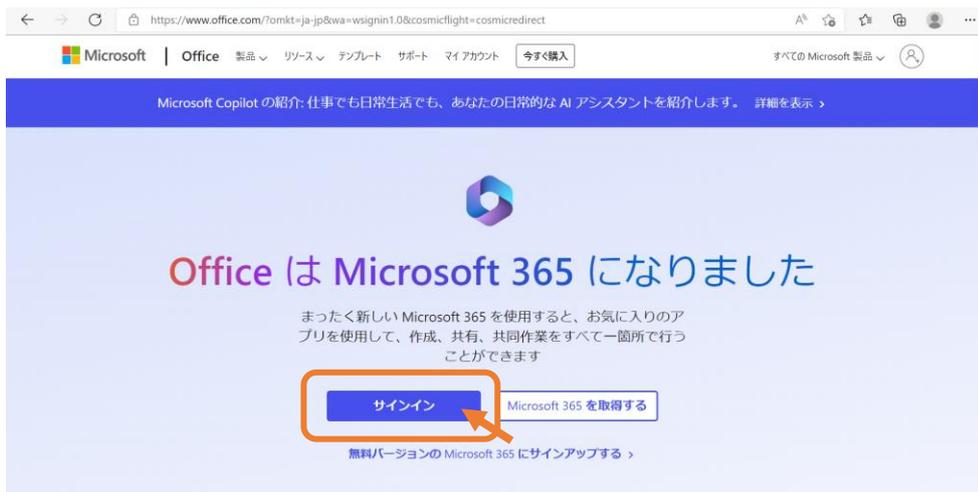 https://www.office.com/?omkt=ja-jp&wa=wsignin1.0&cosmicflight=cosmicredirect
Microsoft | Office 製品 リソース テンプレート サポート マイ アカウント 今すぐ購入 すべての Microsoft 製品
Microsoft Copilot の紹介: 仕事でも日常生活でも、あなたの日常的な AI アシスタントを紹介します。 詳細を表示 >
Office は Microsoft 365 になりました
まったく新しい Microsoft 365 を使用すると、お気に入りのア
プリを使用して、作成、共有、共同作業をすべて一箇所で行う
ことができます
サインイン Microsoft 365 を取得する
無料バージョンの Microsoft 365 にサインアップする >